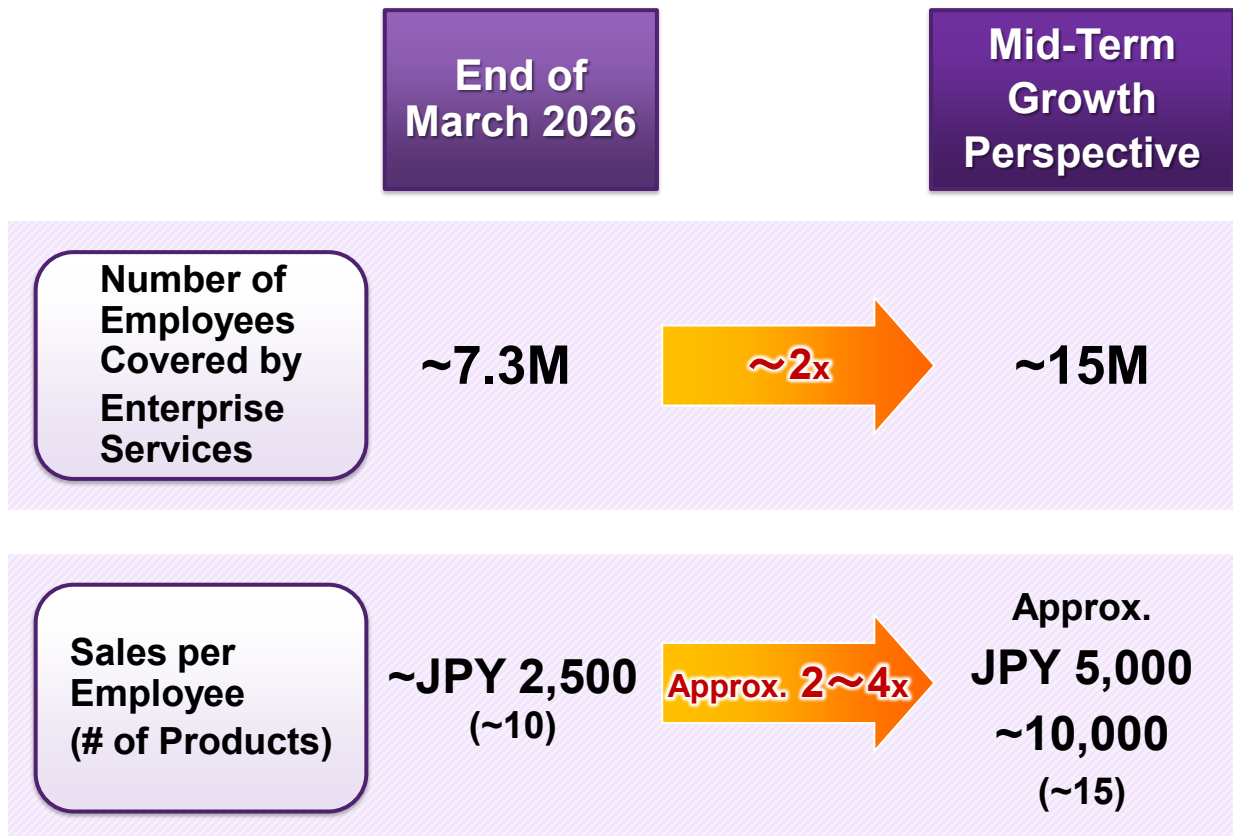 End of
March 2026
Mid-Term
Growth
Perspective
Number of
Employees
Covered by
Enterprise
Services
~7.3M
～2x
~15M
Sales per
Employee
(# of Products)
~JPY 2,500
(~10)
Approx. 2～4x
Approx.
JPY 5,000
~10,000
(~15)